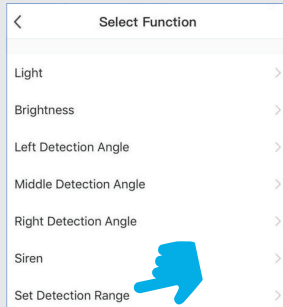 Select Function
Light
Brightness
Left Detection Angle
Middle Detection Angle
Right Detection Angle
Siren
Set Detection Range